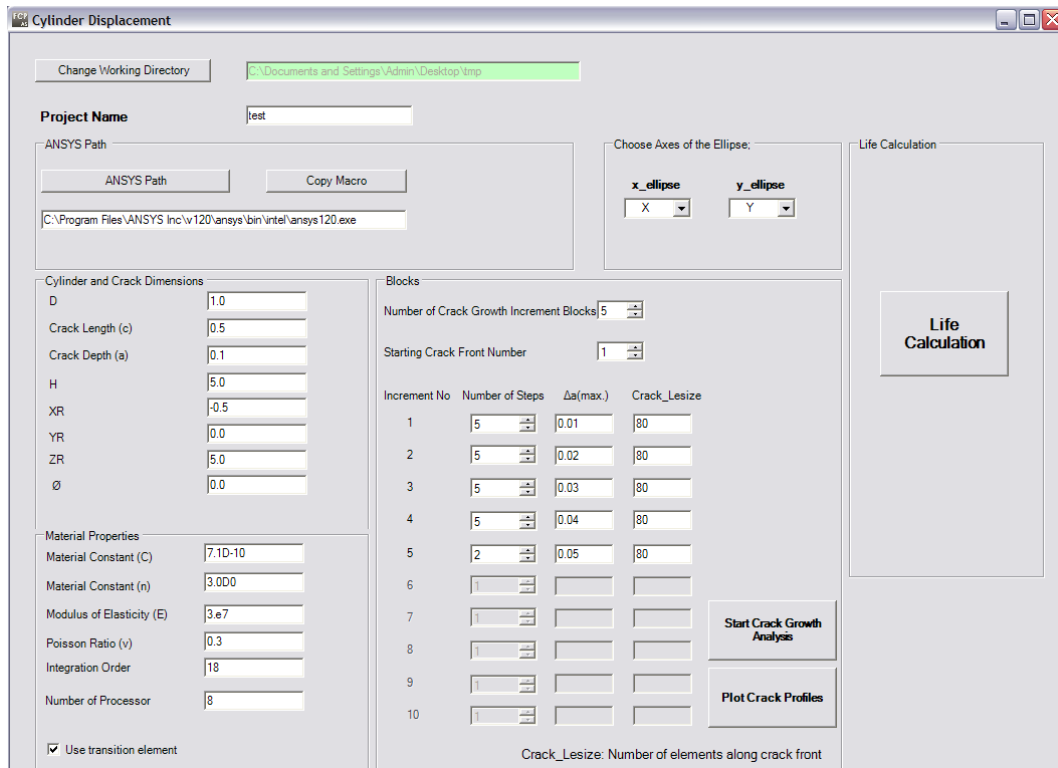 FCP AS Cylinder Displacement
Change Working Directory C:\Documents and Settings\Admin\Desktop\tmp
Project Name test
ANSYS Path
ANSYS Path Copy Macro
C:\Program Files\ANSYS Inc\v120\ansys\bin\intel\ansys120.exe
Choose Axes of the Ellipse;
x_ellipse y_ellipse
X Y
Life Calculation
Life
Calculation
Cylinder and Crack Dimensions
D 1.0
Crack Length (c) 0.5
Crack Depth (a) 0.1
H 5.0
XR -0.5
YR 0.0
ZR 5.0
Ø 0.0
Material Properties
Material Constant (C) 7.1D-10
Material Constant (n) 3.0D0
Modulus of Elasticity (E) 3.e7
Poisson Ratio (v) 0.3
Integration Order 18
Number of Processor 8
Use transition element
Blocks
Number of Crack Growth Increment Blocks 5
Starting Crack Front Number 1
Increment No Number of Steps Δa(max.) Crack_Lesize
1 5 0.01 80
2 5 0.02 80
3 5 0.03 80
4 5 0.04 80
5 2 0.05 80
6 1
7 1
8 1
9 1
10 1
Start Crack Growth
Analysis
Plot Crack Profiles
Crack_Lesize: Number of elements along crack front